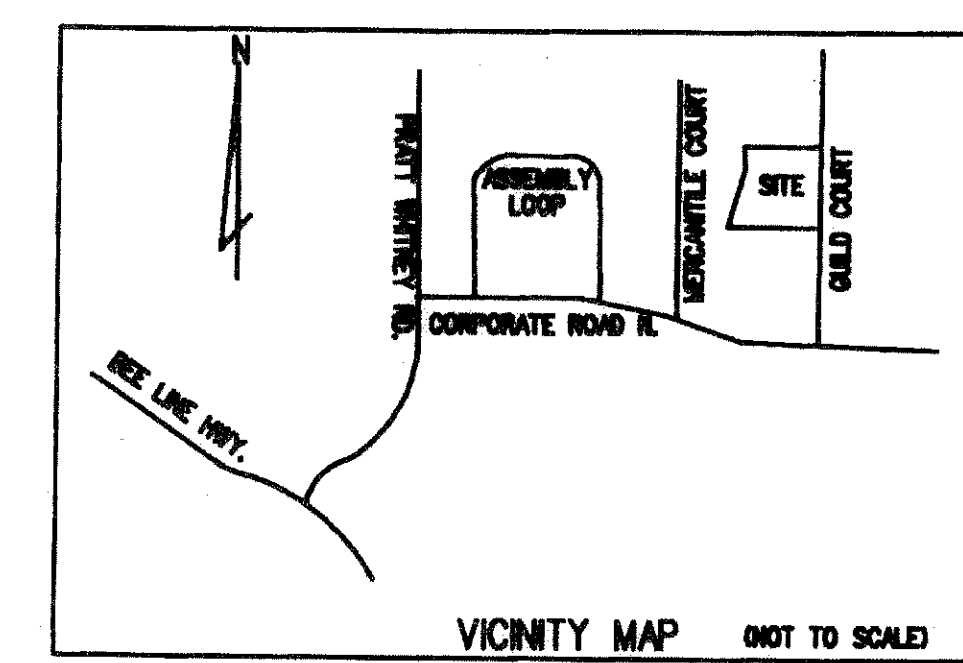 N
PRATT WHITNEY RD.
ASSEMBLY
LOOP
MERCANTILE COURT
SITE
GUILD COURT
CORPORATE ROAD N.
BEE LINE HWY.
VICINITY MAP (NOT TO SCALE)